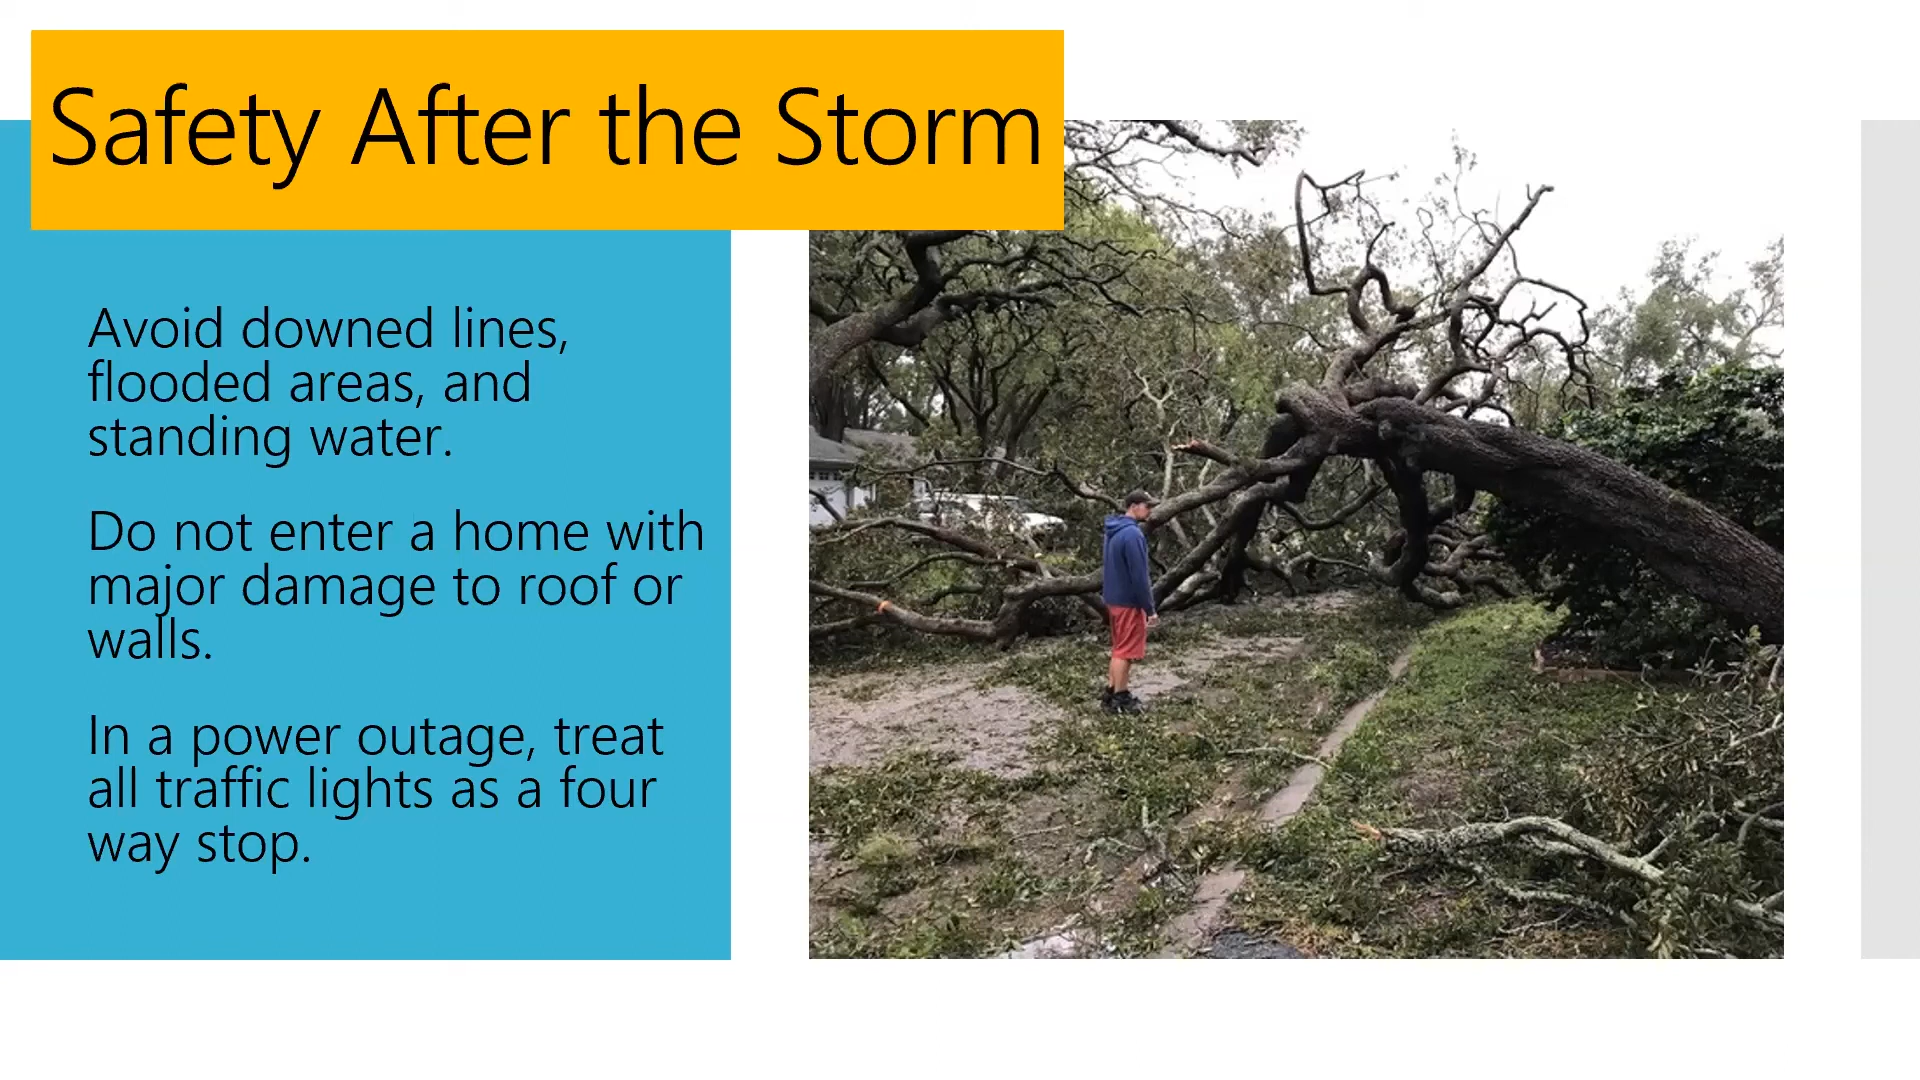 Safety After the Storm
Avoid downed lines,
flooded areas, and
standing water.
Do not enter a home with
major damage to roof or
walls.
In a power outage, treat
all traffic lights as a four
way stop.